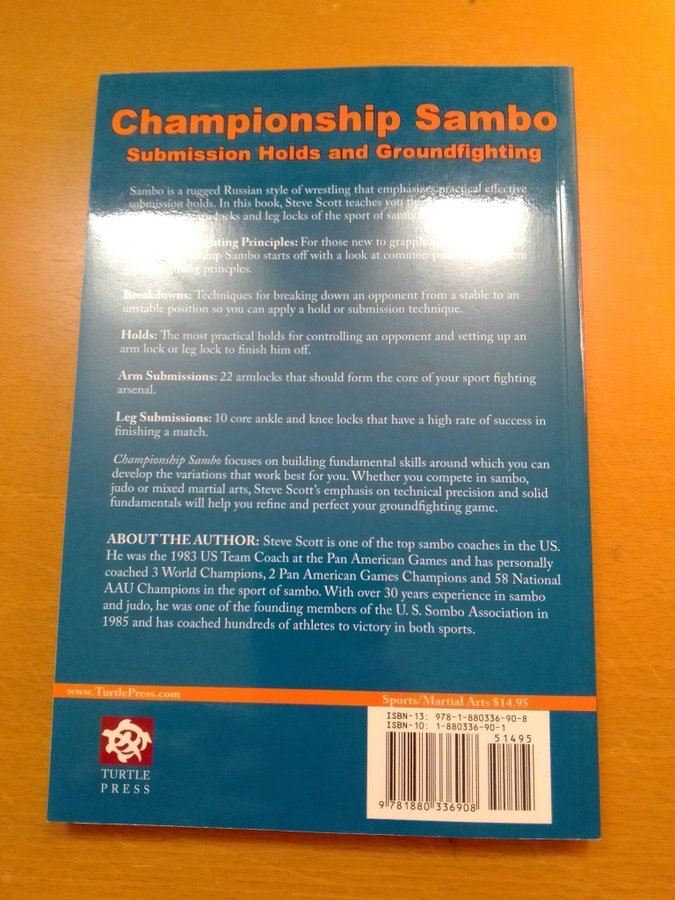 Championship Sambo
Submission Holds and Groundfighting
Sambo is a rugged Russian style of wrestling that emphasizes practical effective
submission holds. In this book, Steve Scott teaches you
locks and leg locks of the sport of sambo
ghting Principles: For those new to grappling
Sambo starts off with a look at common
princples.
Breakdowns: Techniques for breaking down an opponent from a stable to an
unstable position so you can apply a hold or submission technique.
Holds: The most practical holds for controlling an opponent and setting up an
arm lock or leg lock to finish him off.
Arm Submissions: 22 armlocks that should form the core of your sport fighting
arsenal.
Leg Submissions: 10 core ankle and knee locks that have a high rate of success in
finishing a match.
Championship Sambo focuses on building fundamental skills around which you can
develop the variations that work best for you. Whether you compete in sambo,
judo or mixed martial arts, Steve Scott's emphasis on technical precision and solid
fundamentals will help you refine and perfect your groundfighting game.
ABOUT THE AUTHOR: Steve Scott is one of the top sambo coaches in the US.
He was the 1983 US Team Coach at the Pan American Games and has personally
coached 3 World Champions, 2 Pan American Games Champions and 58 National
AAU Champions in the sport of sambo. With over 30 years experience in sambo
and judo, he was one of the founding members of the U. S. Sombo Association in
1985 and has coached hundreds of athletes to victory in both sports.
www.TurtlePress.com
Sports/Martial Arts $14.95
ISBN-13: 978-1-880336-90-8
ISBN-10: 1-880336-90-1
51495
9 781880 336908
TURTLE
PRESS